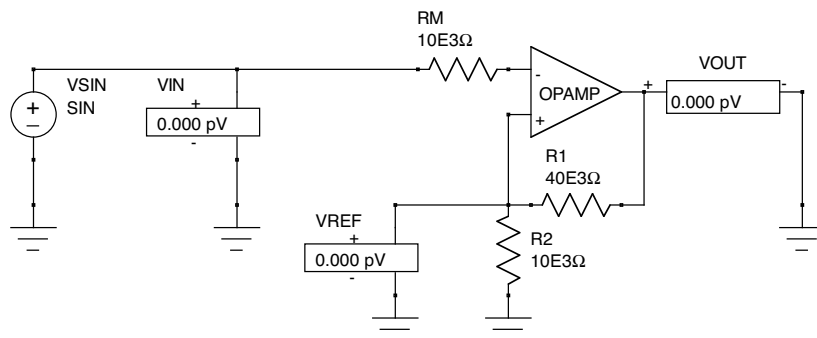 RM
10E3Ω
VSIN
SIN
+
–
VIN
+
0.000 pV
-
-
+
OPAMP
VOUT
+
-
0.000 pV
R1
40E3Ω
VREF
+
0.000 pV
-
R2
10E3Ω